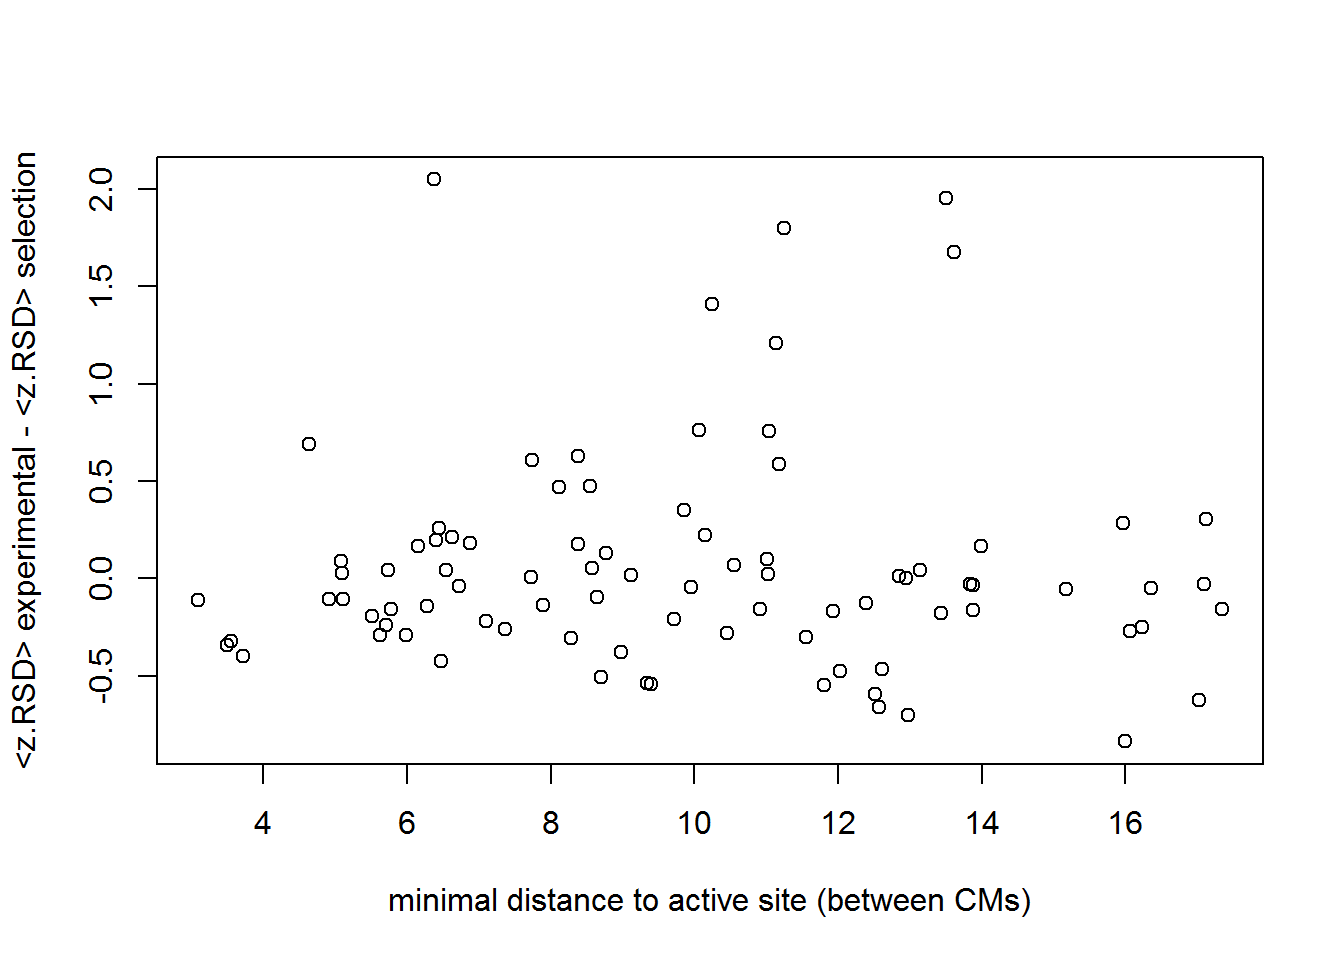 <z.RSD> experimental - <z.RSD> selection
2.0
1.5
1.0
0.5
0.0
-0.5
4 6 8 10 12 14 16
minimal distance to active site (between CMs)